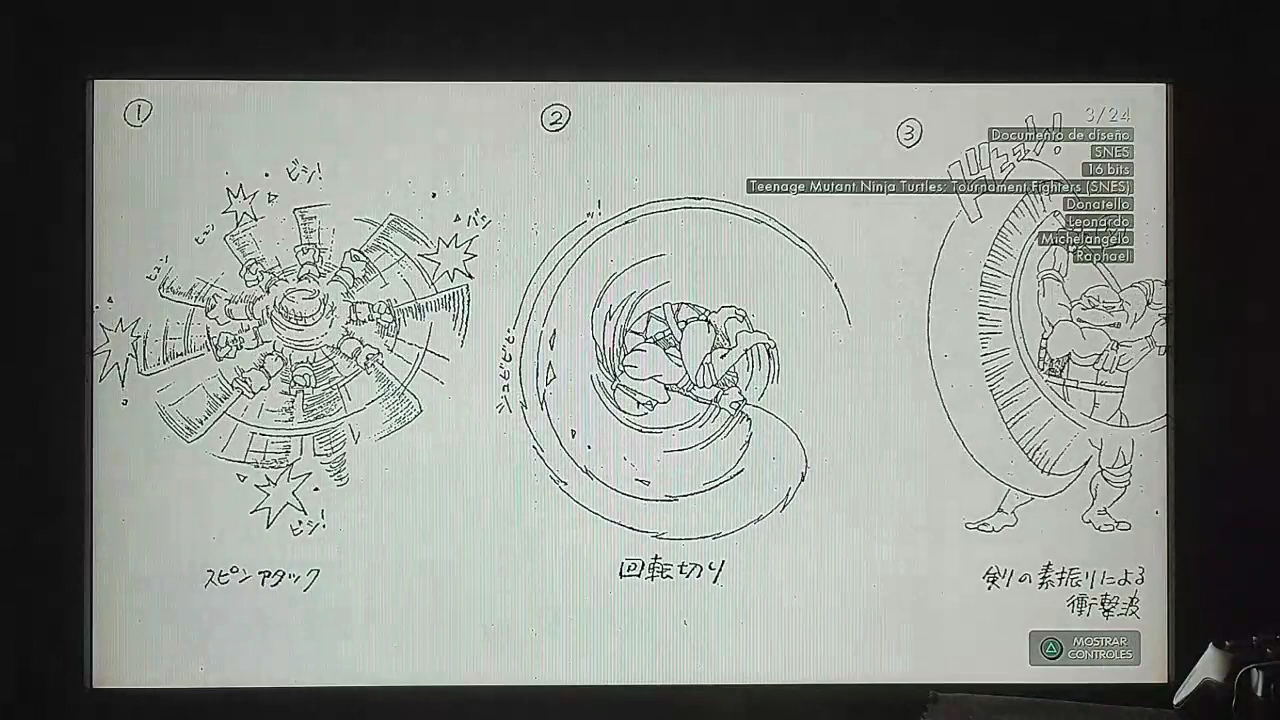 ①
②
③
3/24
Documento de diseño
SNES
16 bits
Teenage Mutant Ninja Turtles: Tournament Fighters (SNES)
Donatello
Leonardo
Michelangelo
Raphael
ビシ!
ビシ!
スピンアタック
回転切り
剣の素振りによる
衝撃波
MOSTRAR
CONTROLES